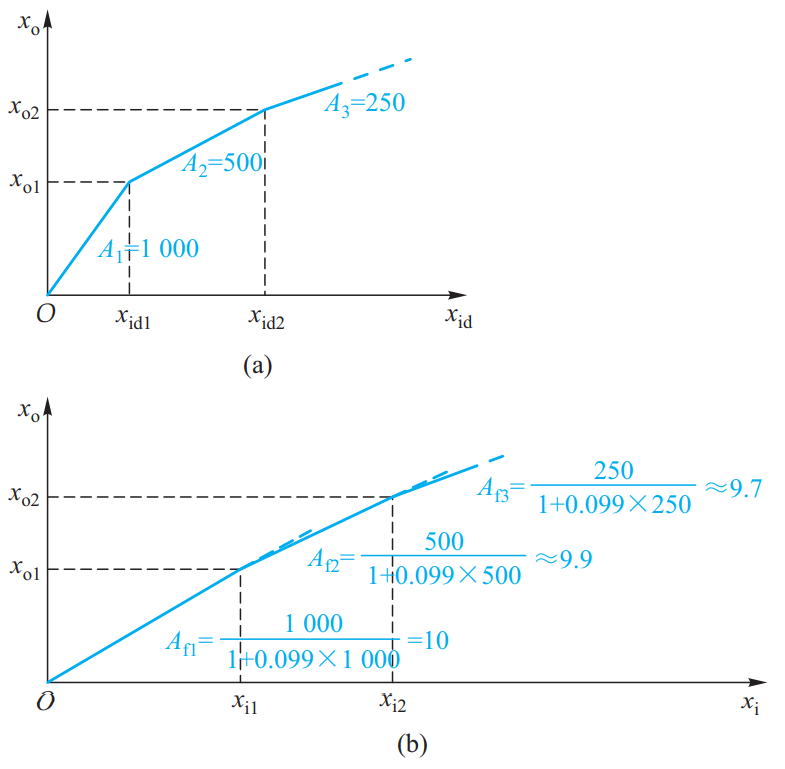 x_o
x_o2
A_3=250
A_2=500
x_o1
A_1=1 000
O
x_id1
x_id2
x_id
(a)
x_o
x_o2
A_f3= 250 / 1+0.099×250 ≈9.7
A_f2= 500 / 1+0.099×500 ≈9.9
x_o1
A_f1= 1 000 / 1+0.099×1 000 =10
O
x_i1
x_i2
x_i
(b)